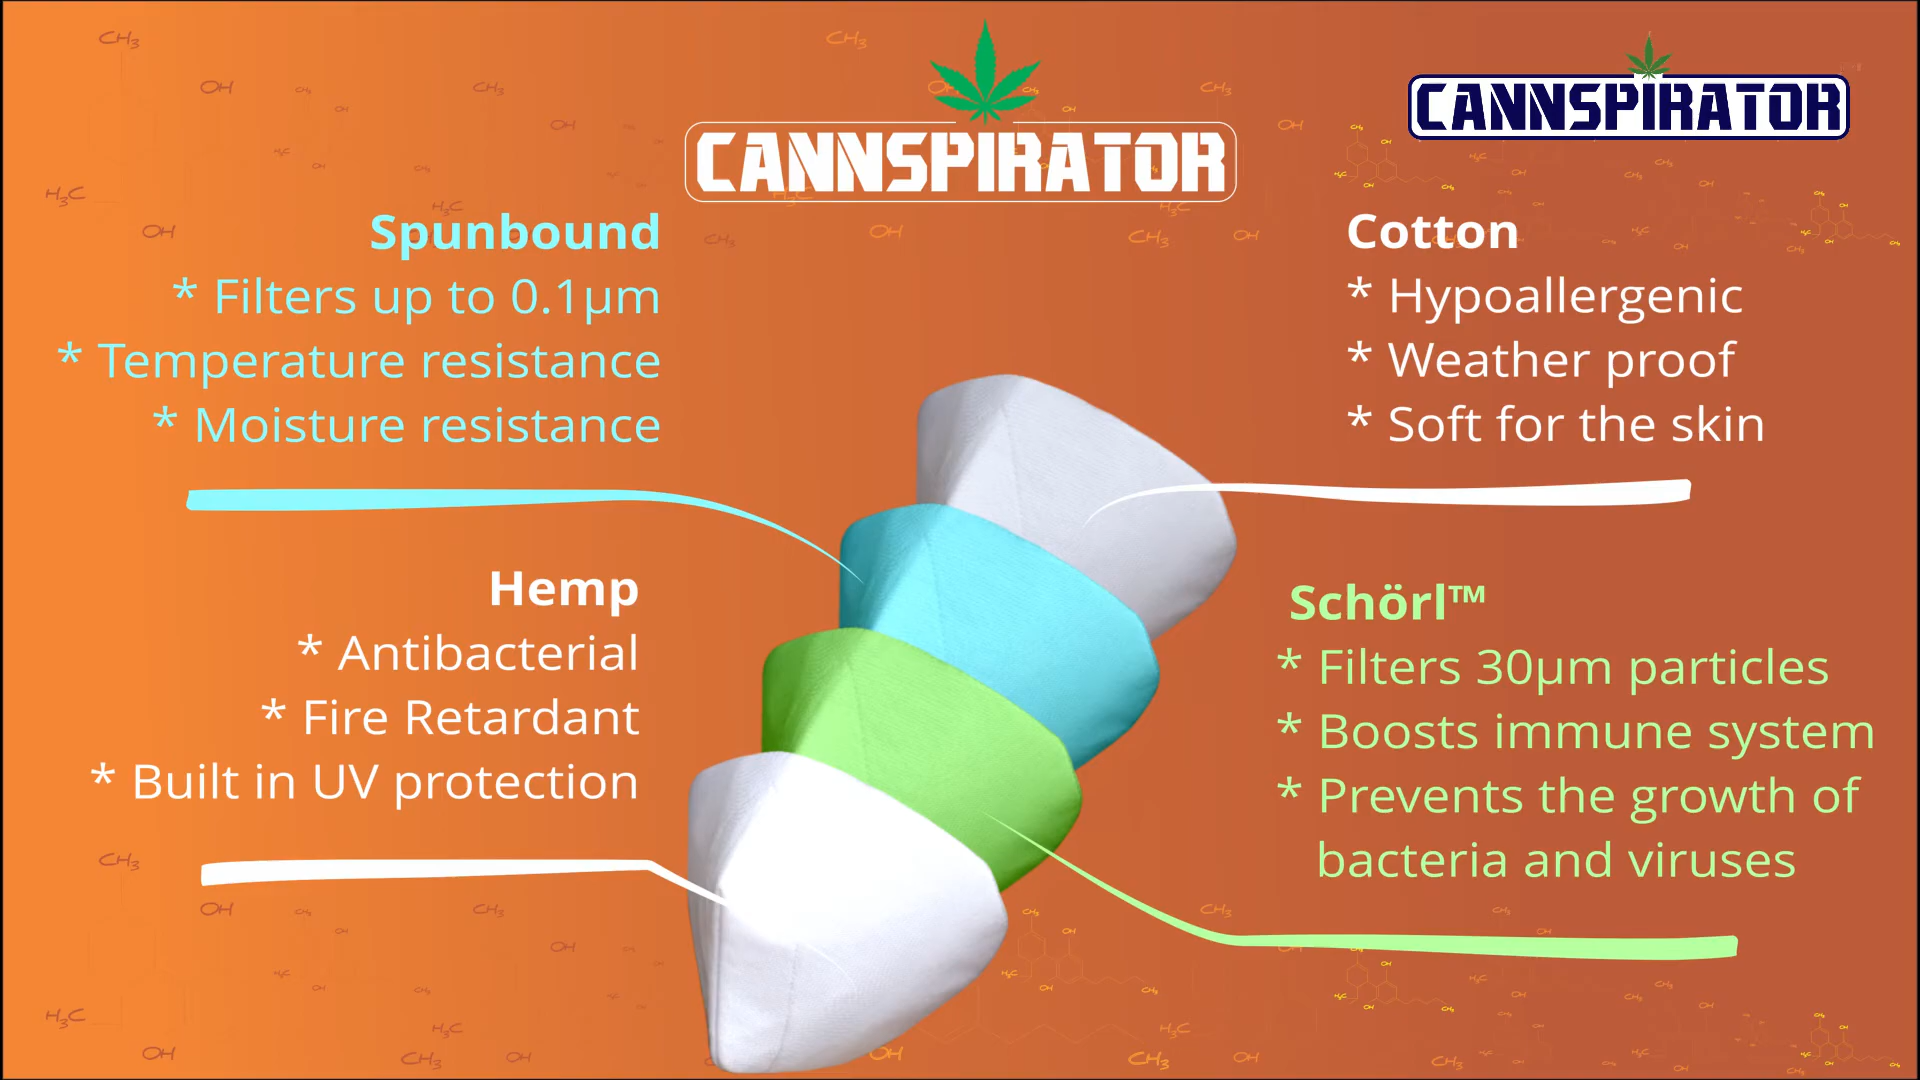 CANNSPIRATOR
CANNSPIRATOR
Spunbound
* Filters up to 0.1µm
* Temperature resistance
* Moisture resistance
Cotton
* Hypoallergenic
* Weather proof
* Soft for the skin
Hemp
* Antibacterial
* Fire Retardant
* Built in UV protection
Schörl™
* Filters 30µm particles
* Boosts immune system
* Prevents the growth of
bacteria and viruses